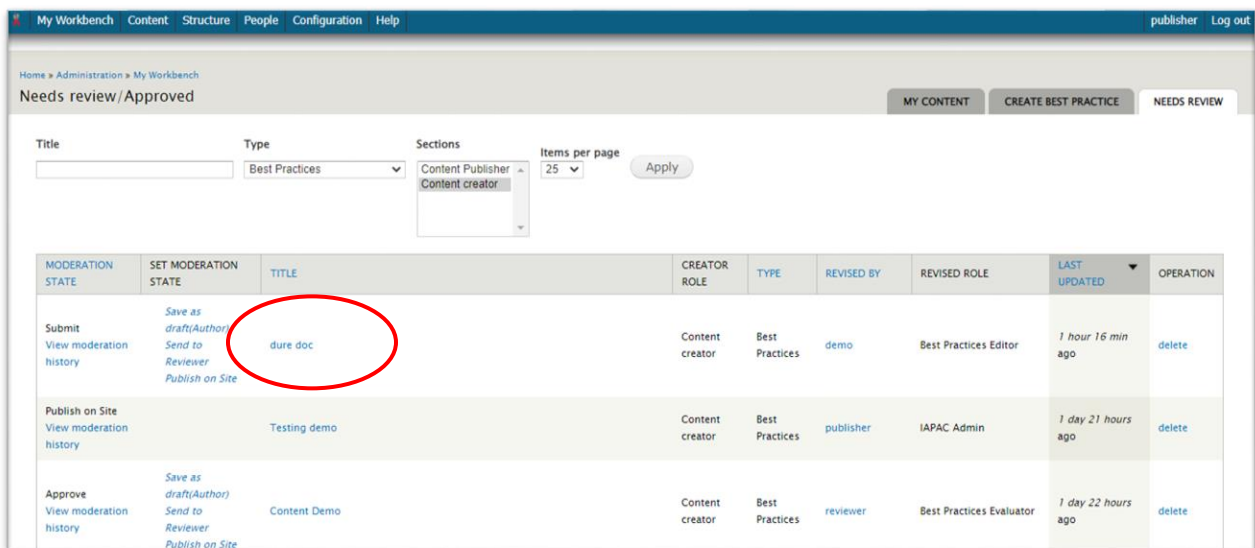 My Workbench Content Structure People Configuration Help publisher Log out
Home » Administration » My Workbench
Needs review/Approved
MY CONTENT CREATE BEST PRACTICE NEEDS REVIEW
Title Type Sections Items per page
Best Practices Content Publisher 25 Apply
Content creator
MODERATION STATE SET MODERATION STATE TITLE CREATOR ROLE TYPE REVISED BY REVISED ROLE LAST UPDATED OPERATION
Submit
View moderation
history
Save as
draft(Author)
Send to
Reviewer
Publish on Site
dure doc
Content
creator
Best
Practices
demo
Best Practices Editor
1 hour 16 min
ago
delete
Publish on Site
View moderation
history
Testing demo
Content
creator
Best
Practices
publisher
IAPAC Admin
1 day 21 hours
ago
delete
Approve
View moderation
history
Save as
draft(Author)
Send to
Reviewer
Publish on Site
Content Demo
Content
creator
Best
Practices
reviewer
Best Practices Evaluator
1 day 22 hours
ago
delete